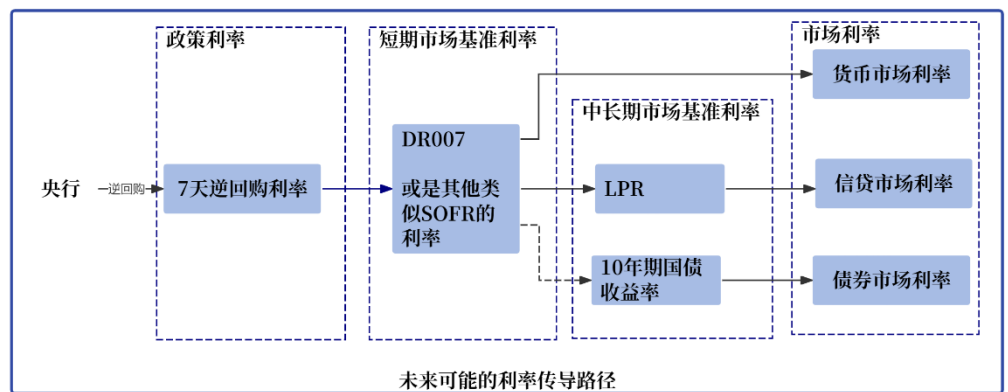 政策利率
短期市场基准利率
市场利率
货币市场利率
中长期市场基准利率
DR007
或是其他类
似SOFR的
利率
央行
逆回购
7天逆回购利率
LPR
信贷市场利率
10年期国债
收益率
债券市场利率
未来可能的利率传导路径